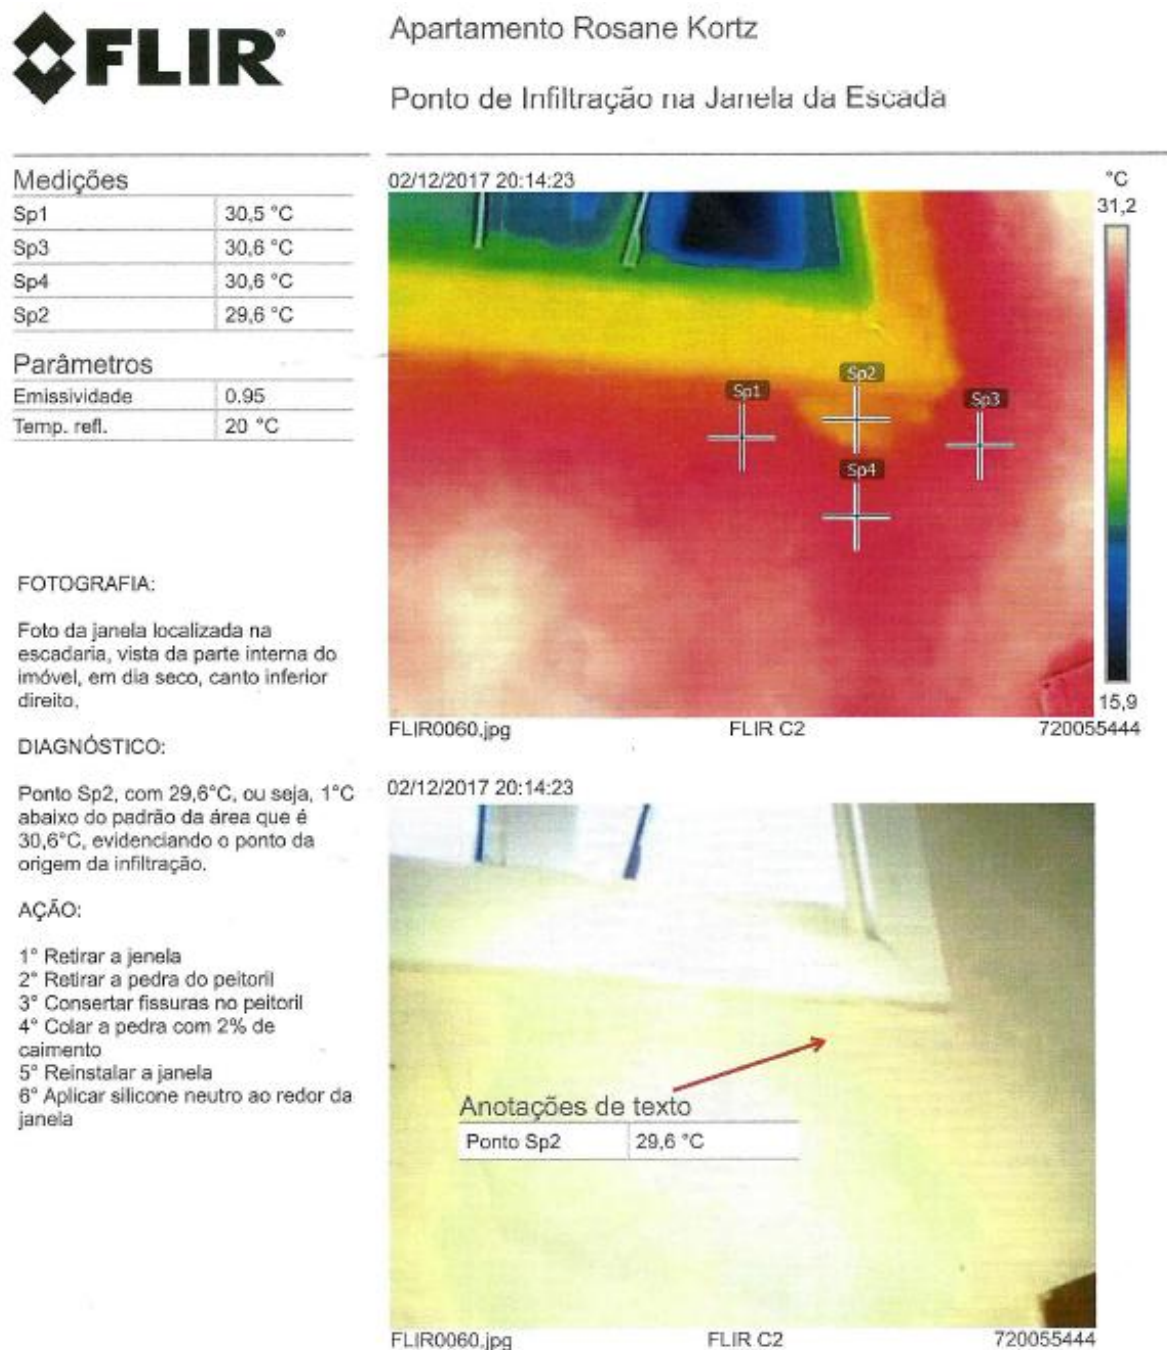 FLIR
Apartamento Rosane Kortz
Ponto de Infiltração na Janela da Escada
Medições
Sp1 30,5 °C
Sp3 30,6 °C
Sp4 30,6 °C
Sp2 29,6 °C
Parâmetros
Emissividade 0.95
Temp. refl. 20 °C
FOTOGRAFIA:
Foto da janela localizada na
escadaria, vista da parte interna do
imóvel, em dia seco, canto inferior
direito.
DIAGNÓSTICO:
Ponto Sp2, com 29,6°C, ou seja, 1°C
abaixo do padrão da área que é
30,6°C, evidenciando o ponto da
origem da infiltração.
AÇÃO:
1° Retirar a jenela
2° Retirar a pedra do peitoril
3° Consertar fissuras no peitoril
4° Colar a pedra com 2% de
caimento
5° Reinstalar a janela
6° Aplicar silicone neutro ao redor da
janela
02/12/2017 20:14:23
°C
31,2
Sp1
Sp2
Sp3
Sp4
15,9
FLIR0060.jpg FLIR C2 720055444
02/12/2017 20:14:23
Anotações de texto
Ponto Sp2 29,6 °C
FLIR0060.jpg FLIR C2 720055444